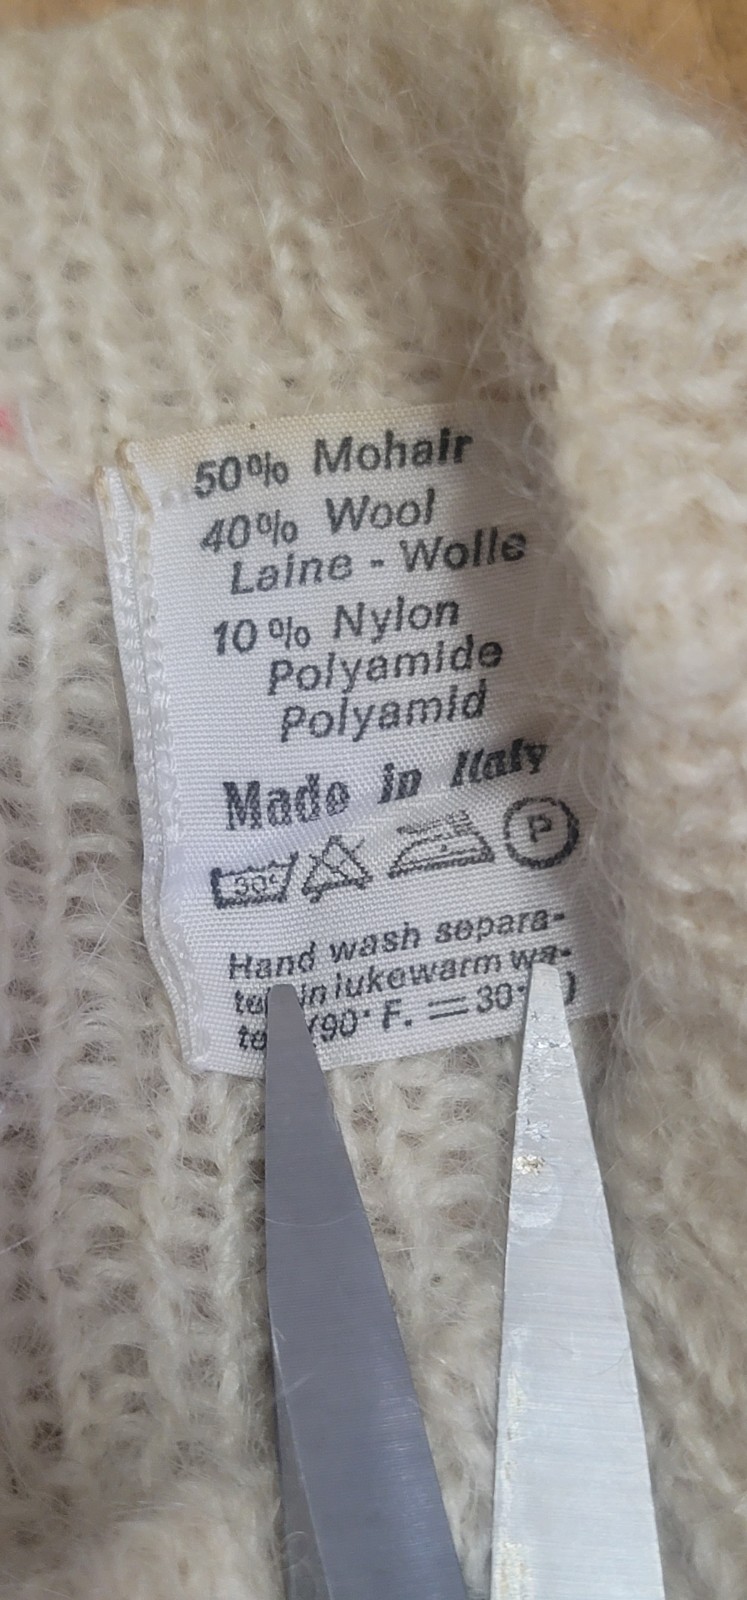 50% Mohair
40% Wool
Laine - Wolle
10% Nylon
Polyamide
Polyamid
Made in Italy
30° P
Hand wash separa-
in lukewarm wa-
(90° F. = 30° )